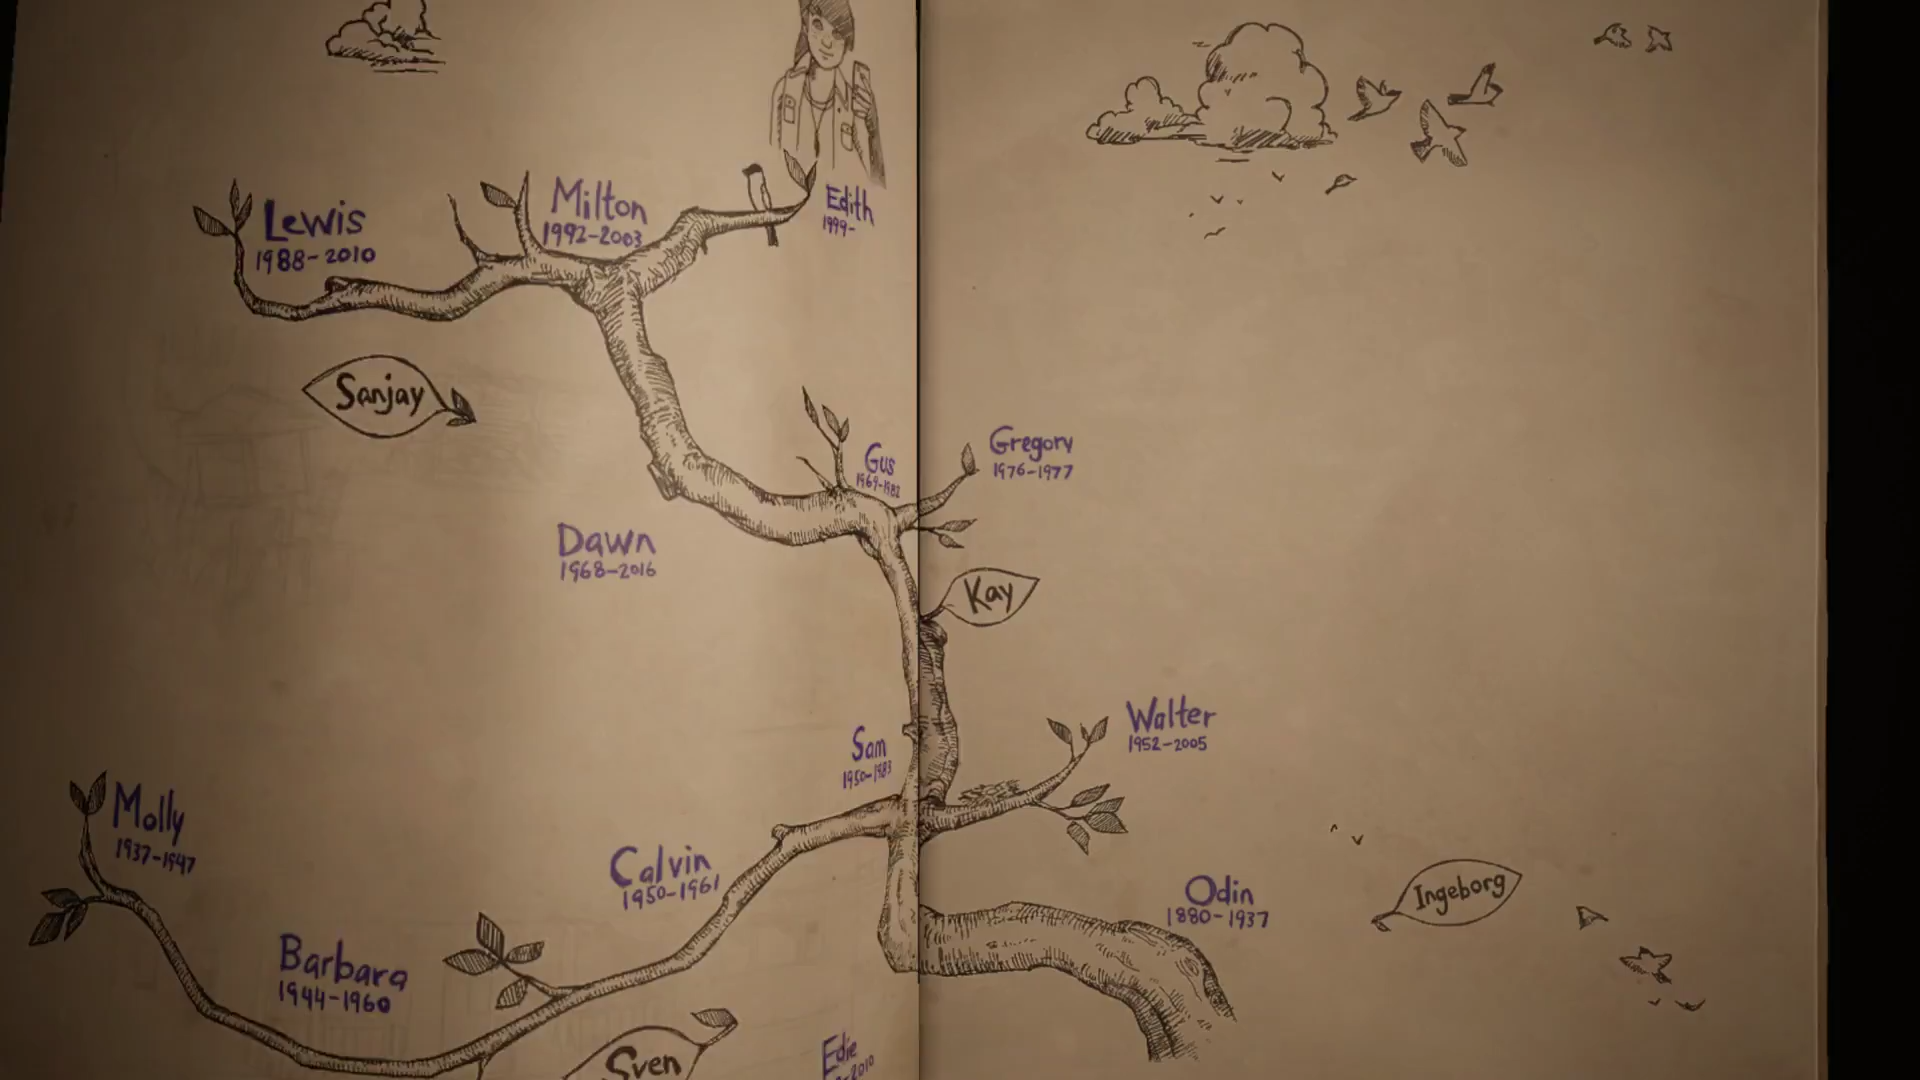 Edith
1999-
Milton
1992-2003
Lewis
1988-2010
Sanjay
Gregory
1976-1977
Gus
1969-1982
Dawn
1968-2016
Kay
Walter
1952-2005
Sam
1950-1983
Molly
1937-1947
Calvin
1950-1961
Ingeborg
Odin
1880-1937
Barbara
1944-1960
Sven
Edie
-2010